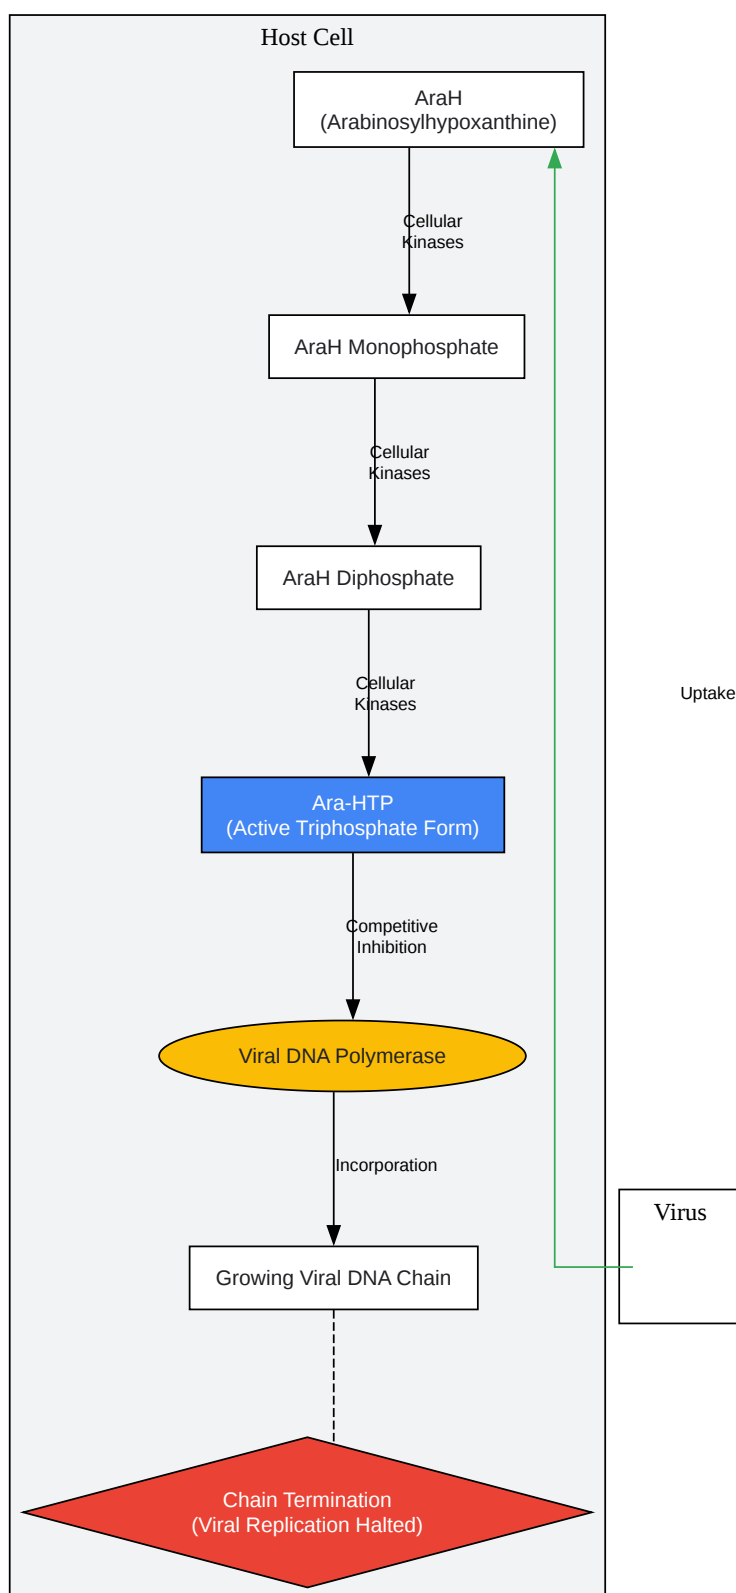 Host Cell
AraH
(Arabinosylhypoxanthine)
Cellular
Kinases
AraH Monophosphate
Cellular
Kinases
AraH Diphosphate
Cellular
Kinases
Uptake
Ara-HTP
(Active Triphosphate Form)
Competitive
Inhibition
Viral DNA Polymerase
Incorporation
Virus
Growing Viral DNA Chain
Chain Termination
(Viral Replication Halted)